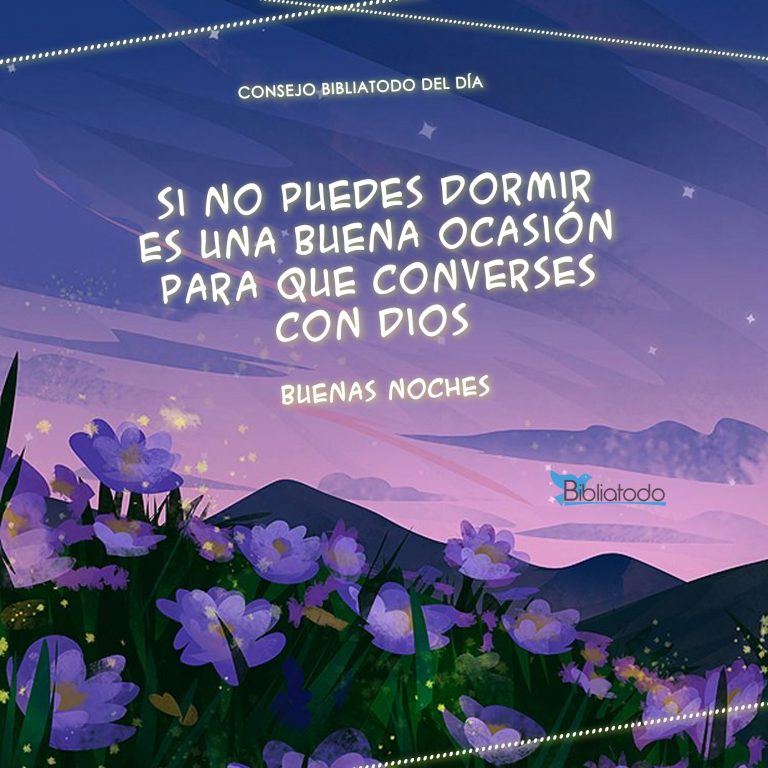 CONSEJO BIBLIATODO DEL DÍA
SI NO PUEDES DORMIR
ES UNA BUENA OCASIÓN
PARA QUE CONVERSES
CON DIOS
BUENAS NOCHES
Bibliatodo